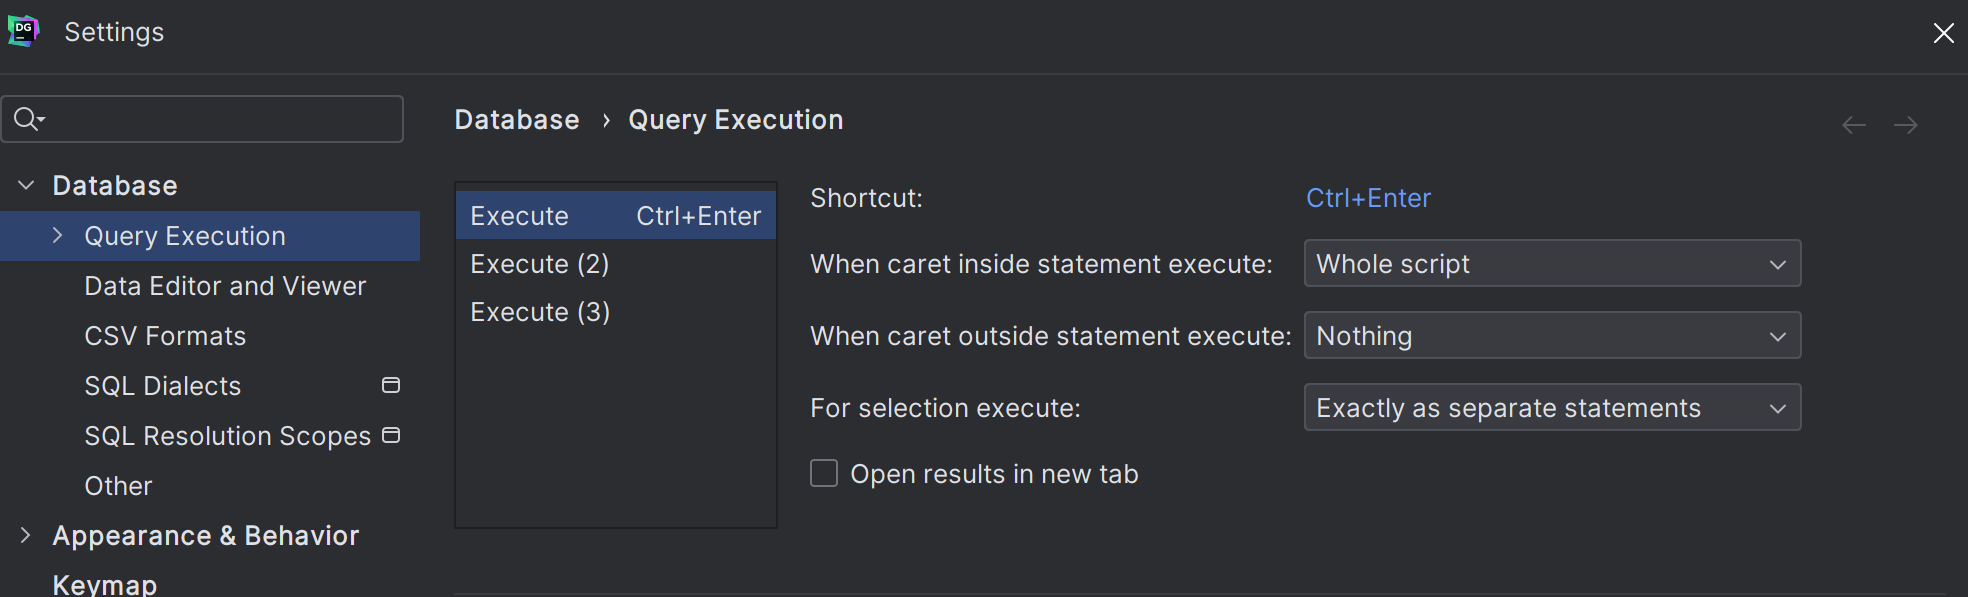 DG
Settings
Database › Query Execution
Database
Query Execution
Data Editor and Viewer
CSV Formats
SQL Dialects
SQL Resolution Scopes
Other
Appearance & Behavior
Keymap
Execute Ctrl+Enter
Execute (2)
Execute (3)
Shortcut: Ctrl+Enter
When caret inside statement execute: Whole script
When caret outside statement execute: Nothing
For selection execute: Exactly as separate statements
Open results in new tab